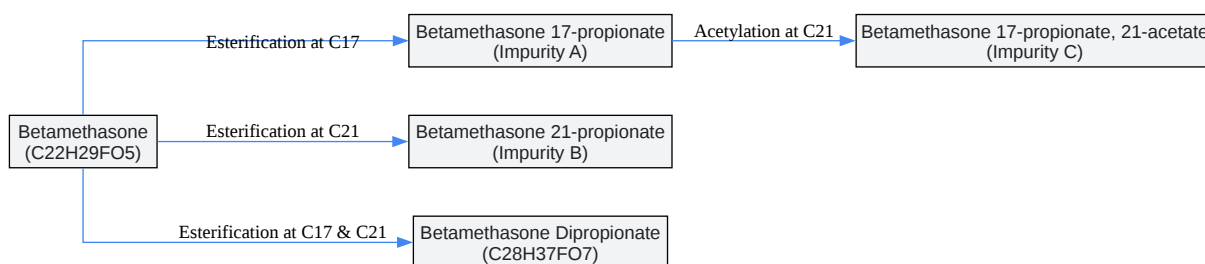 Esterification at C17
Betamethasone 17-propionate
(Impurity A)
Acetylation at C21
Betamethasone 17-propionate, 21-acetate
(Impurity C)
Betamethasone
(C22H29FO5)
Esterification at C21
Betamethasone 21-propionate
(Impurity B)
Esterification at C17 & C21
Betamethasone Dipropionate
(C28H37FO7)